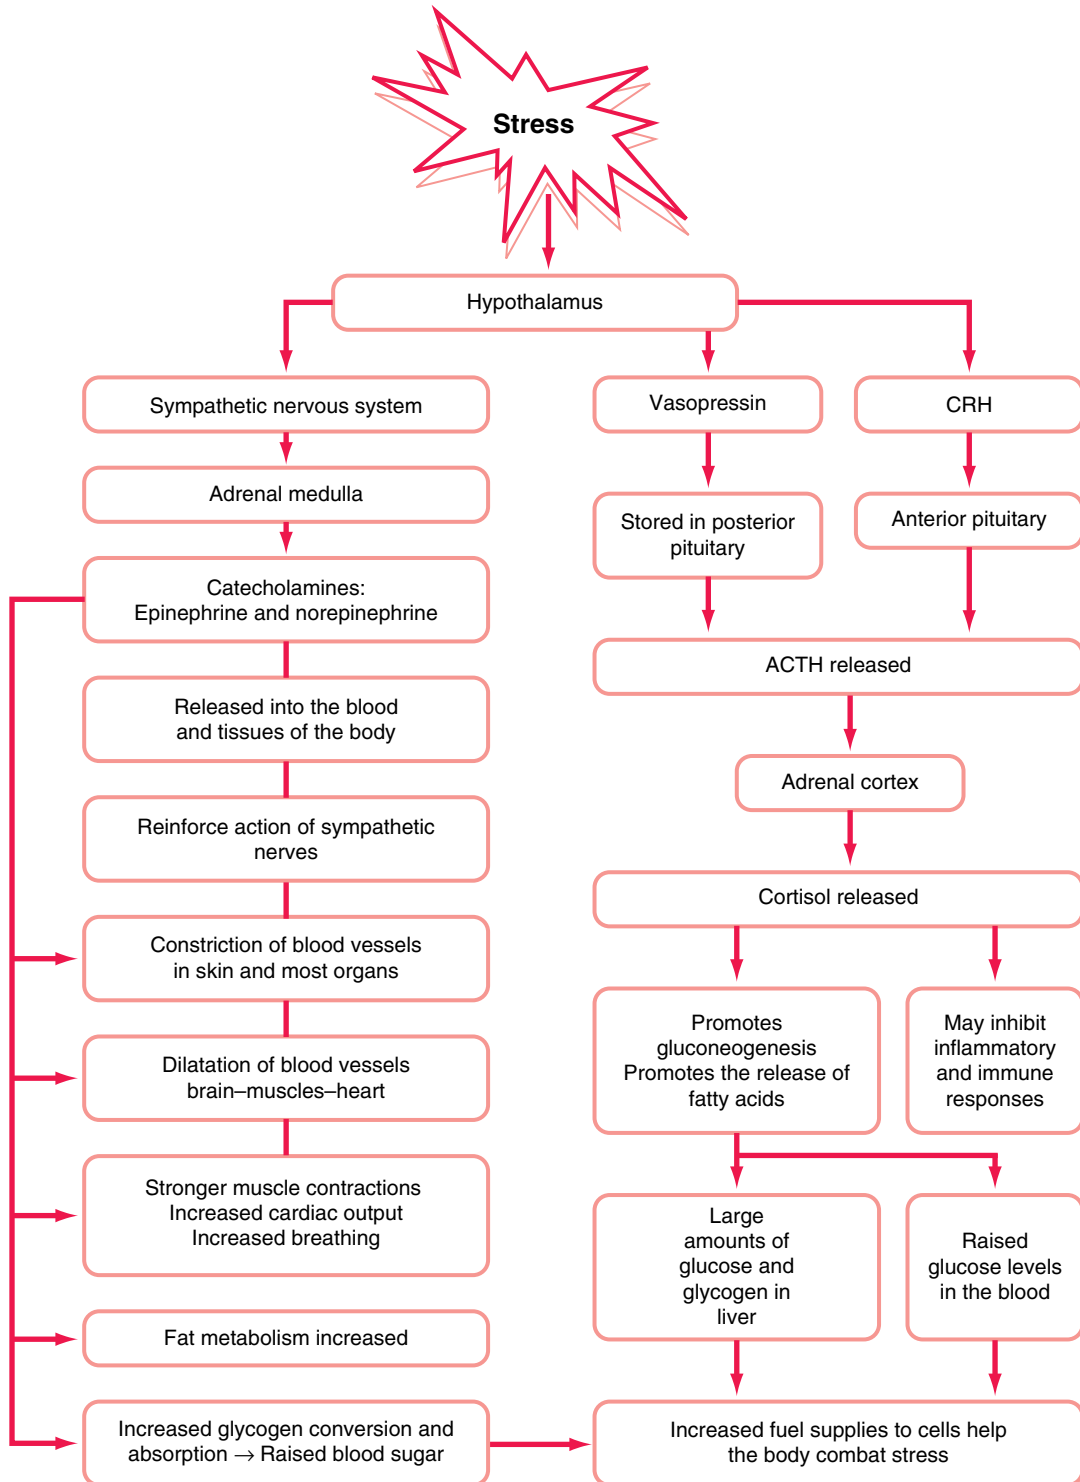 Stress
Hypothalamus
Sympathetic nervous system
Adrenal medulla
Catecholamines:
Epinephrine and norepinephrine
Released into the blood
and tissues of the body
Reinforce action of sympathetic
nerves
Constriction of blood vessels
in skin and most organs
Dilatation of blood vessels
brain–muscles–heart
Stronger muscle contractions
Increased cardiac output
Increased breathing
Fat metabolism increased
Increased glycogen conversion and
absorption → Raised blood sugar
Vasopressin
Stored in posterior
pituitary
CRH
Anterior pituitary
ACTH released
Adrenal cortex
Cortisol released
Promotes
gluconeogenesis
Promotes the release of
fatty acids
May inhibit
inflammatory
and immune
responses
Large
amounts of
glucose and
glycogen in
liver
Raised
glucose levels
in the blood
Increased fuel supplies to cells help
the body combat stress